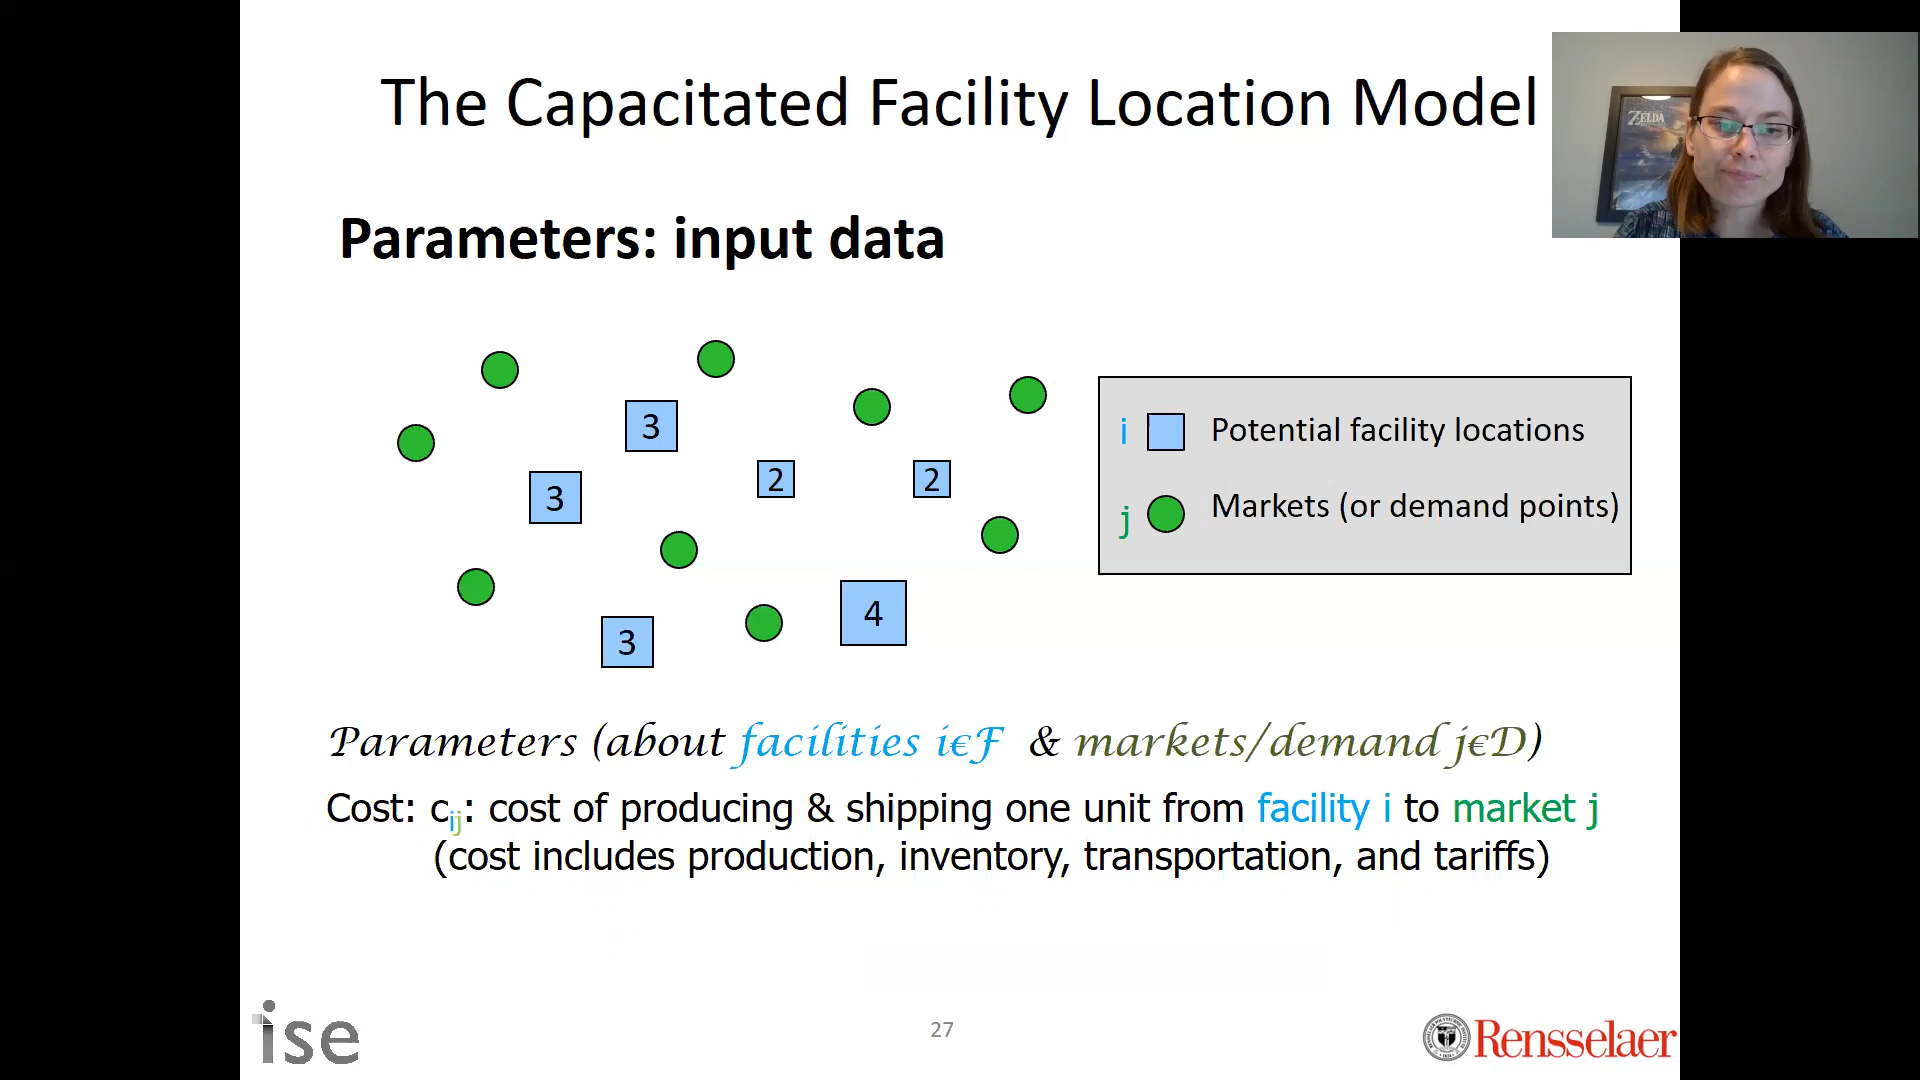 The Capacitated Facility Location Model
ZELDA
Parameters: input data
3
3
2
2
3
4
i Potential facility locations
j Markets (or demand points)
Parameters (about facilities i∈F & markets/demand j∈D)
Cost: cij: cost of producing & shipping one unit from facility i to market j
(cost includes production, inventory, transportation, and tariffs)
ise
27
Rensselaer